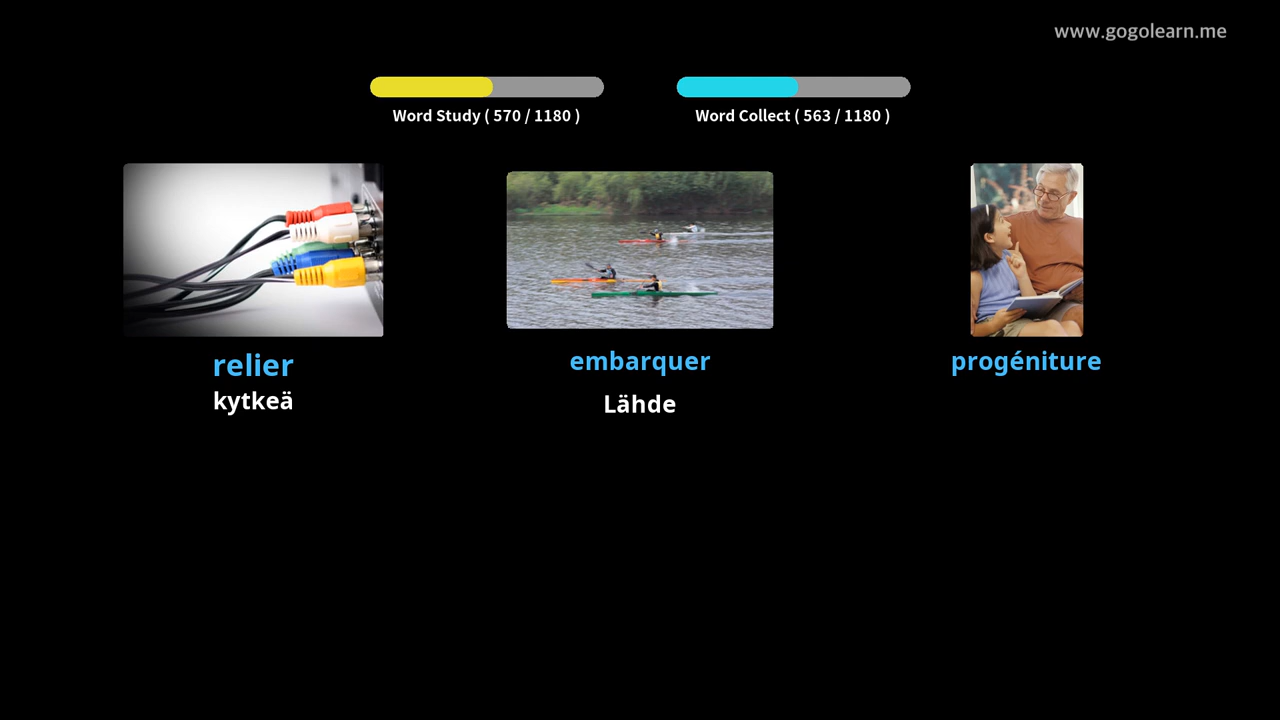 www.gogolearn.me
Word Study ( 570 / 1180 )
Word Collect ( 563 / 1180 )
relier
kytkeä
embarquer
Lähde
progéniture